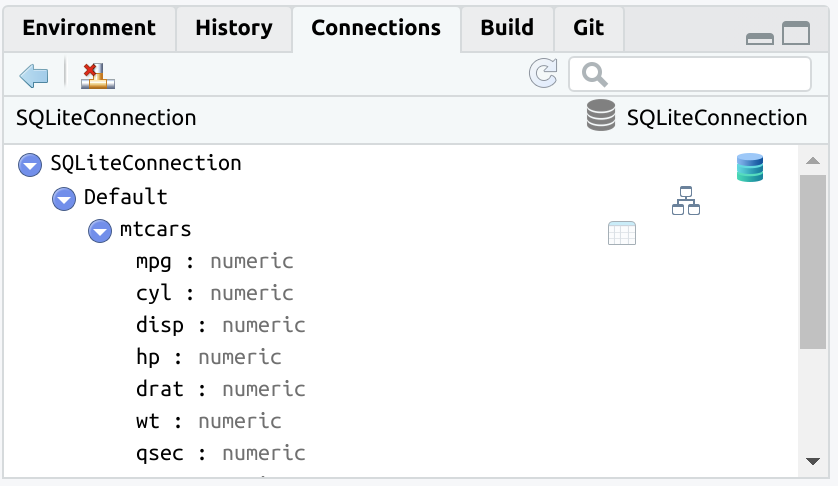 Environment History Connections Build Git
SQLiteConnection SQLiteConnection
SQLiteConnection
Default
mtcars
mpg : numeric
cyl : numeric
disp : numeric
hp : numeric
drat : numeric
wt : numeric
qsec : numeric